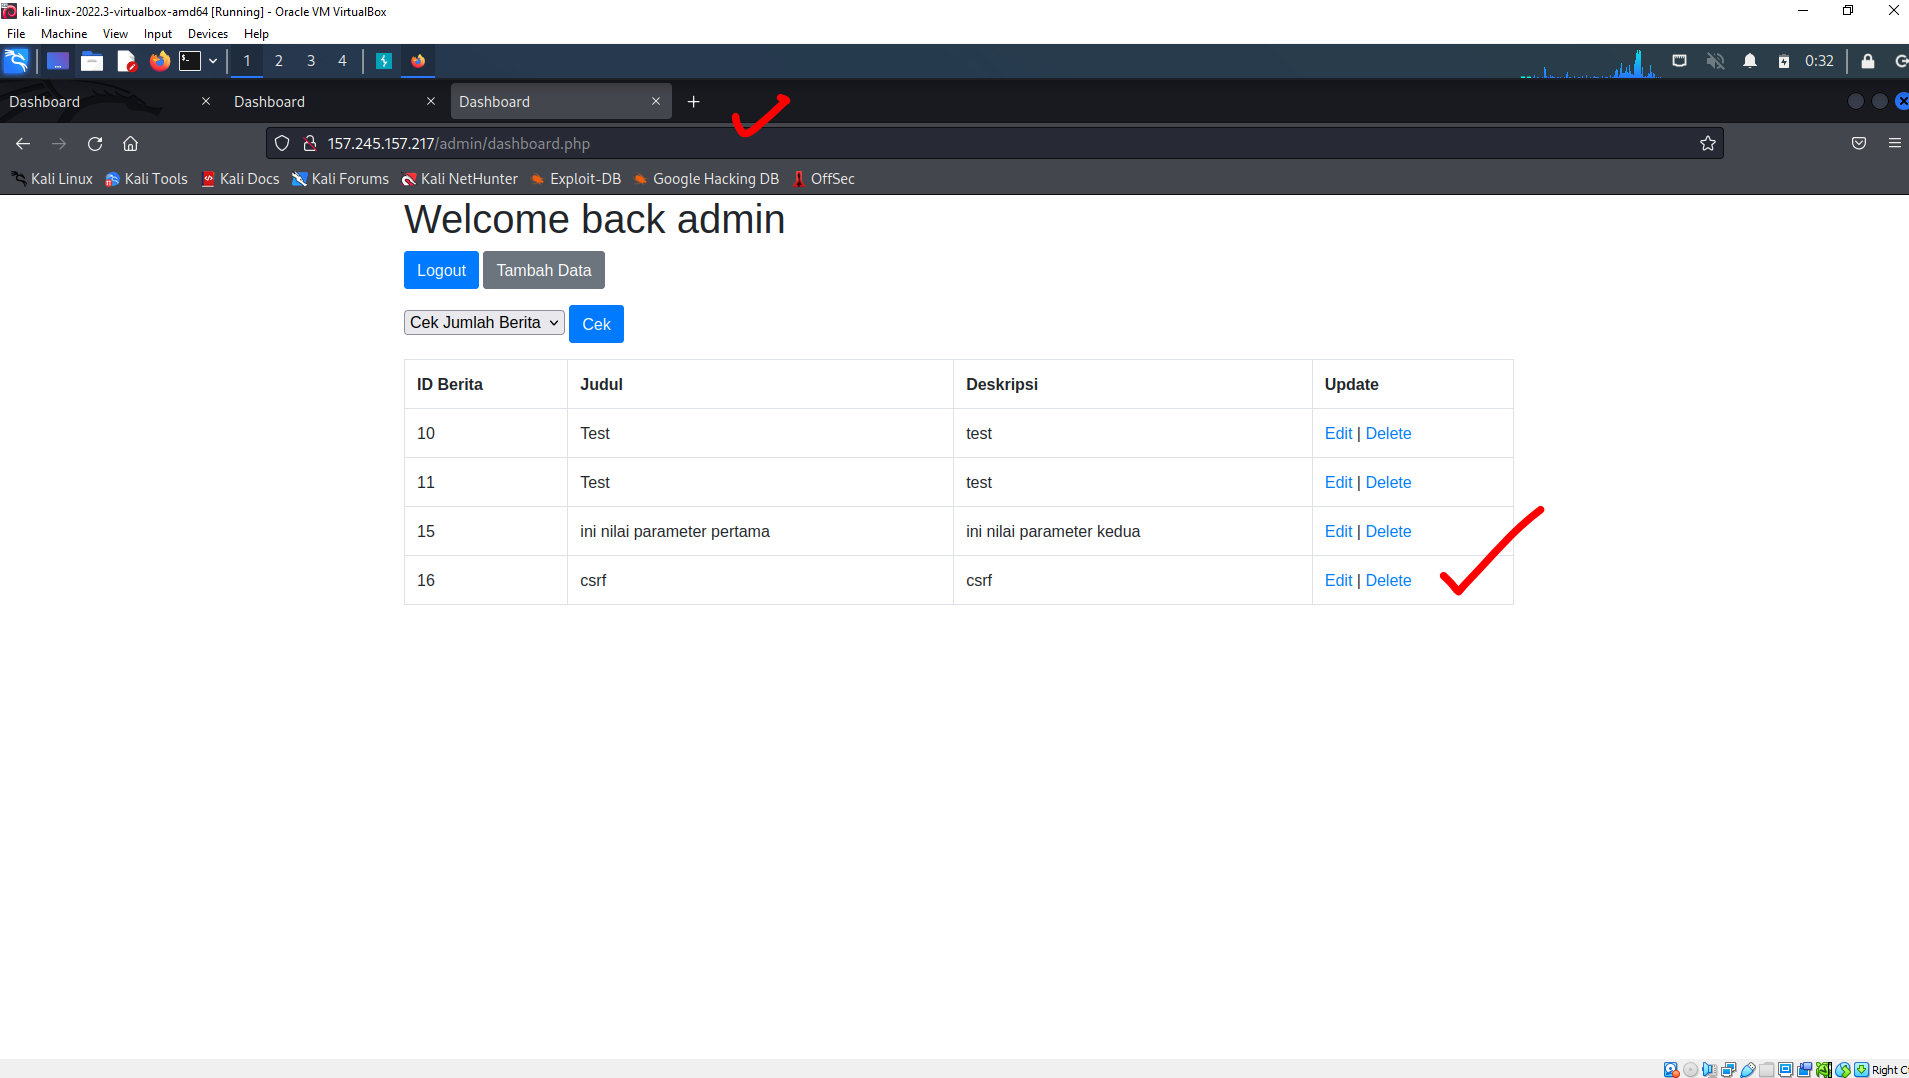 kali-linux-2022.3-virtualbox-amd64 [Running] - Oracle VM VirtualBox
File Machine View Input Devices Help
1 2 3 4 0:32
Dashboard Dashboard Dashboard
157.245.157.217/admin/dashboard.php
Kali Linux Kali Tools Kali Docs Kali Forums Kali NetHunter Exploit-DB Google Hacking DB OffSec
Welcome back admin
Logout Tambah Data
Cek Jumlah Berita Cek
ID Berita Judul Deskripsi Update
10 Test test Edit | Delete
11 Test test Edit | Delete
15 ini nilai parameter pertama ini nilai parameter kedua Edit | Delete
16 csrf csrf Edit | Delete
Right